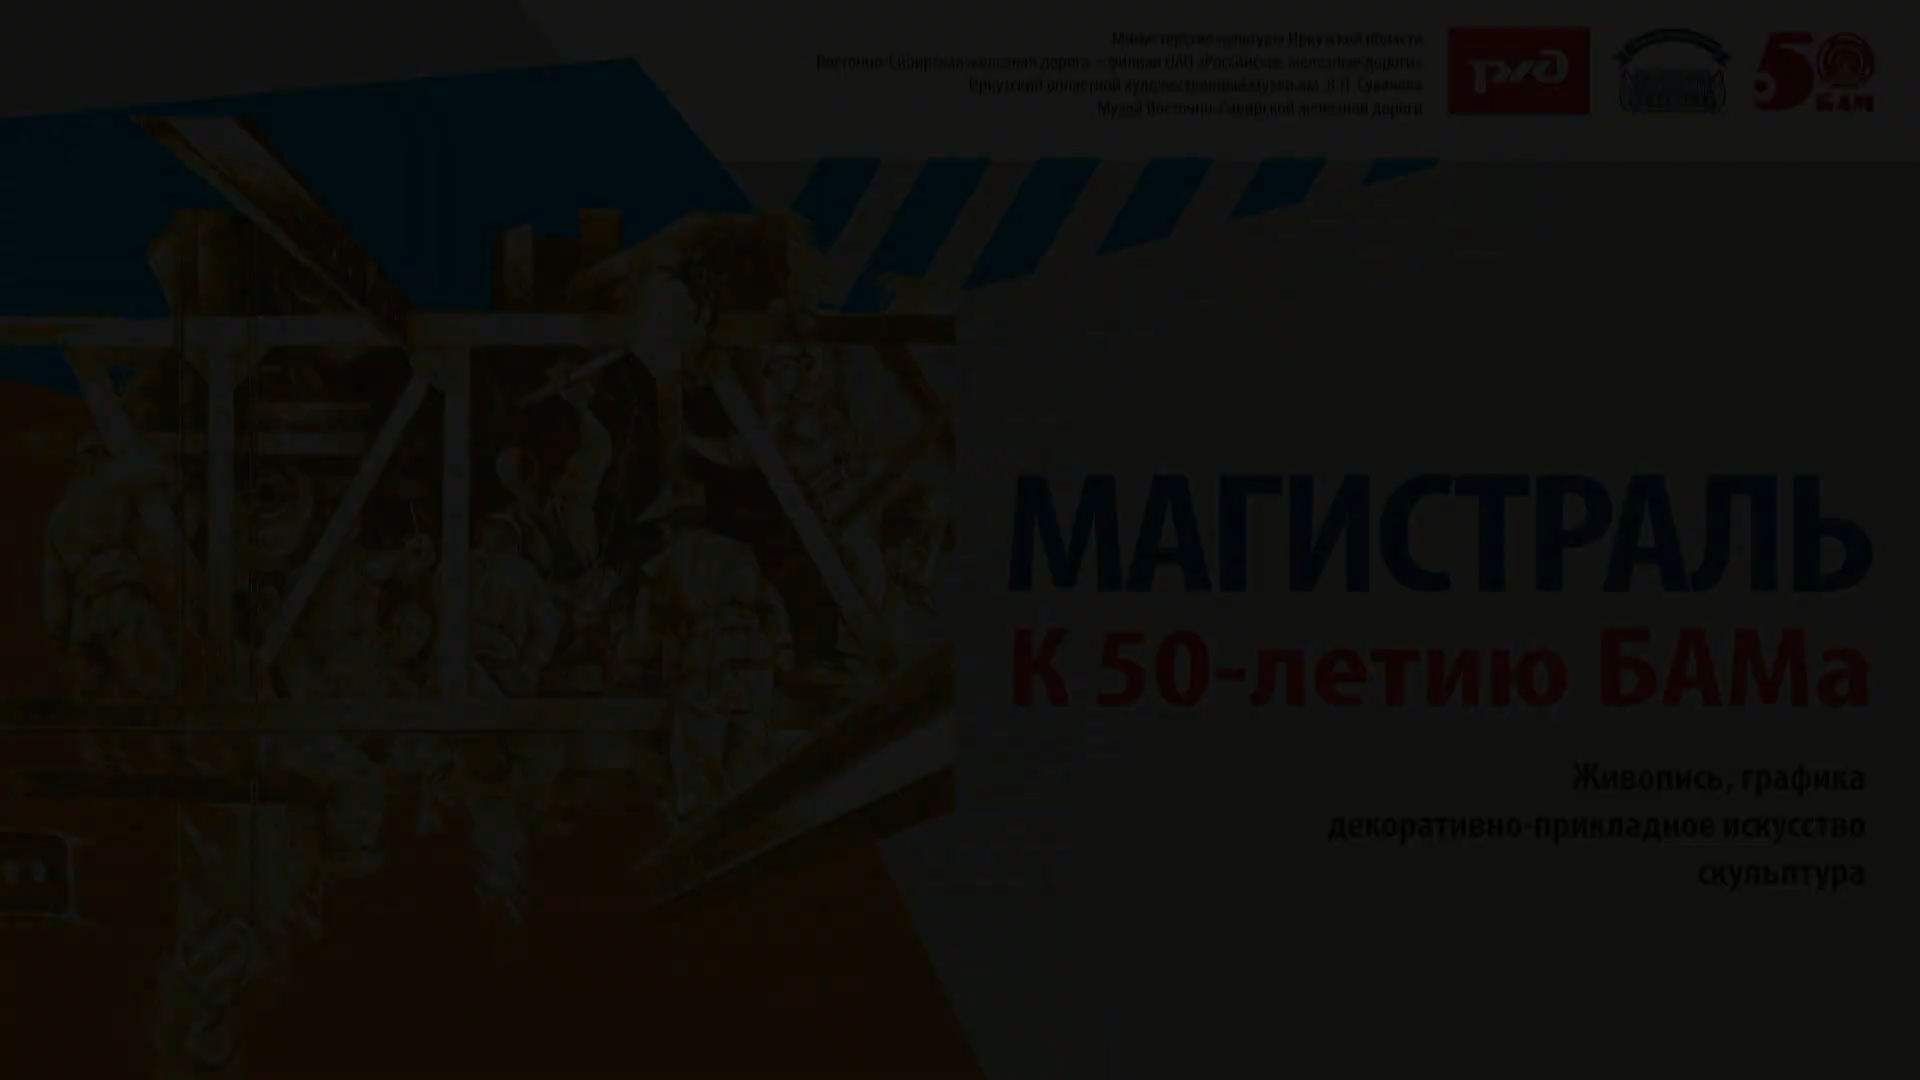 Министерство культуры Иркутской области
Восточно-Сибирская железная дорога – филиал ОАО «Российские железные дороги»
Иркутский областной художественный музей им. В.П. Сукачёва
Музей Восточно-Сибирской железной дороги
ржд
50
БАМ
МАГИСТРАЛЬ
К 50-летию БАМа
Живопись, графика
декоративно-прикладное искусство
скульптура